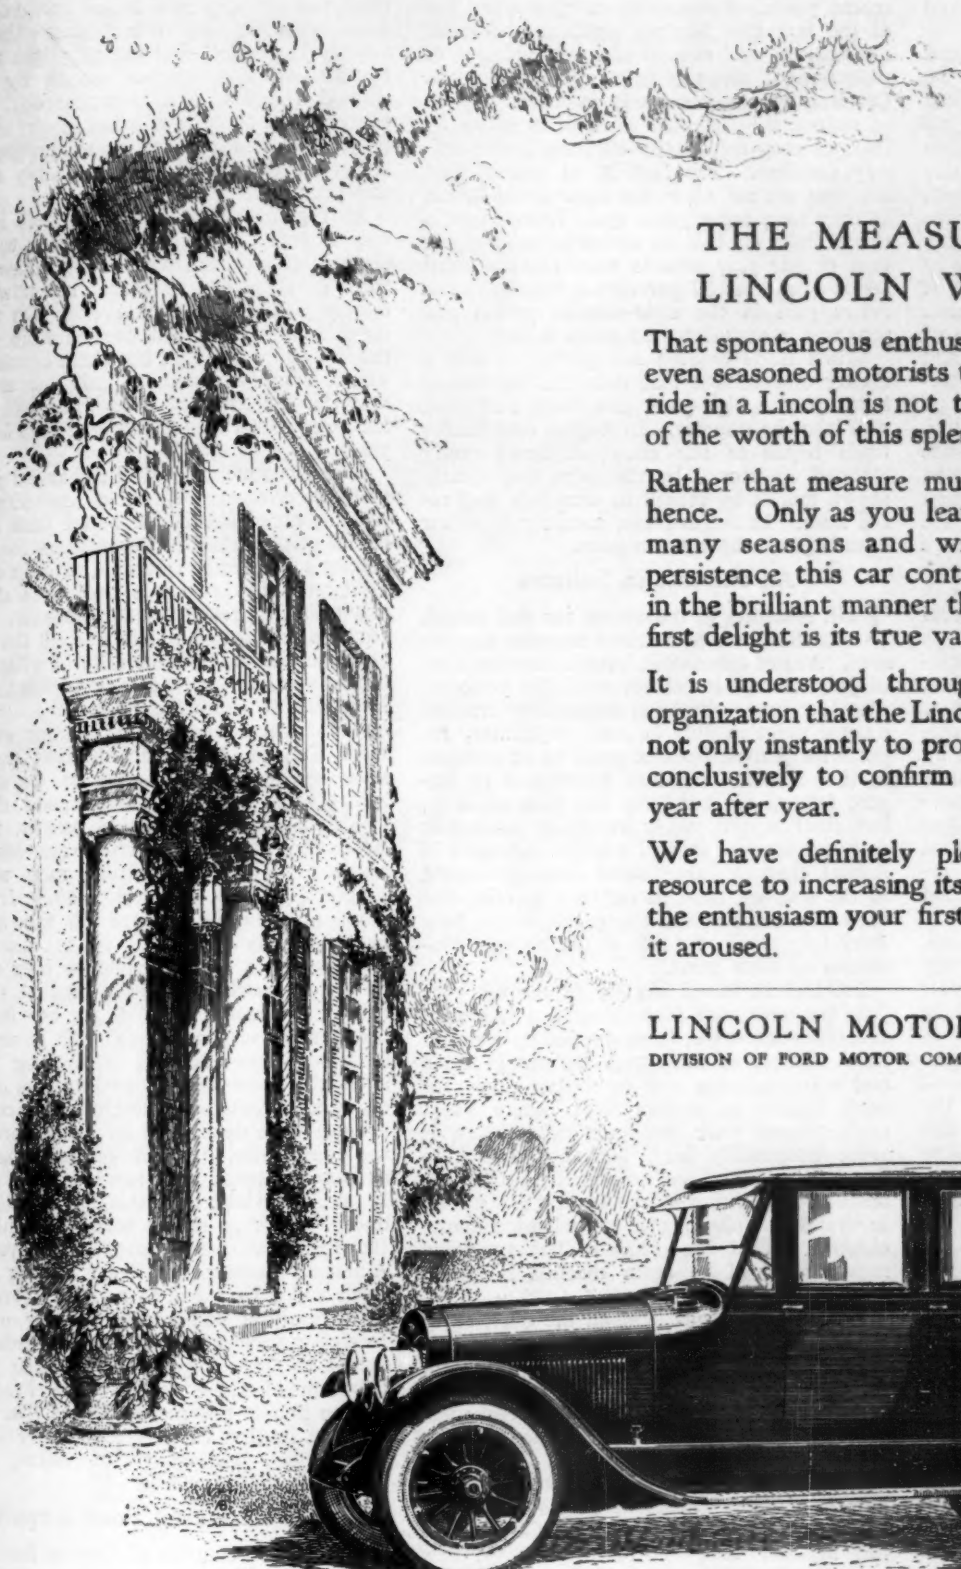 THE MEASU
LINCOLN W
That spontaneous enthus
even seasoned motorists
ride in a Lincoln is not t
of the worth of this sple
Rather that measure mu
hence. Only as you lea
many seasons and w
persistence this car cont
in the brilliant manner th
first delight is its true va
It is understood throug
organization that the Linc
not only instantly to pro
conclusively to confirm
year after year.
We have definitely pl
resource to increasing its
the enthusiasm your first
it aroused.
LINCOLN MOTO
DIVISION OF FORD MOTOR COM